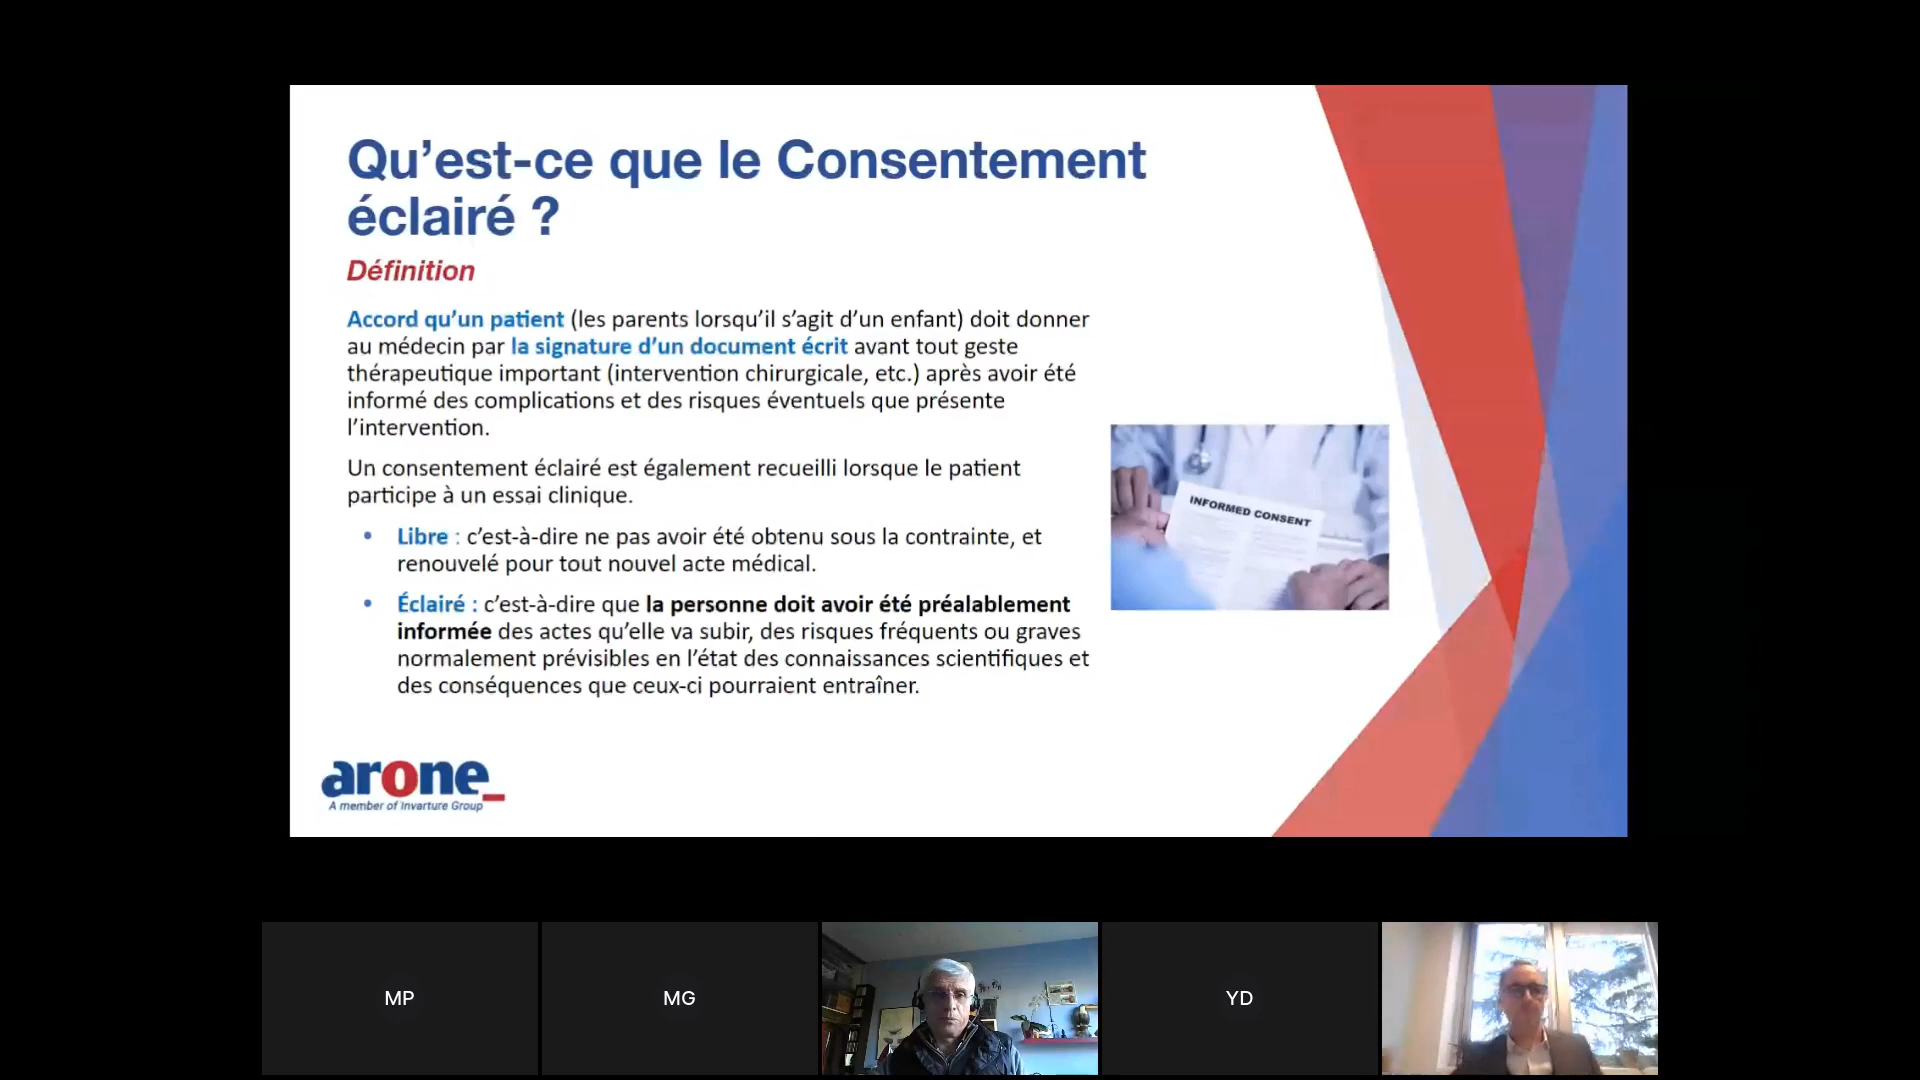 Qu’est-ce que le Consentement
éclairé ?
Définition
Accord qu’un patient (les parents lorsqu’il s’agit d’un enfant) doit donner
au médecin par la signature d’un document écrit avant tout geste
thérapeutique important (intervention chirurgicale, etc.) après avoir été
informé des complications et des risques éventuels que présente
l’intervention.
Un consentement éclairé est également recueilli lorsque le patient
participe à un essai clinique.
• Libre : c’est-à-dire ne pas avoir été obtenu sous la contrainte, et
renouvelé pour tout nouvel acte médical.
• Éclairé : c’est-à-dire que la personne doit avoir été préalablement
informée des actes qu’elle va subir, des risques fréquents ou graves
normalement prévisibles en l’état des connaissances scientifiques et
des conséquences que ceux-ci pourraient entraîner.
INFORMED CONSENT
arone_
A member of Invarture Group
MP
MG
YD